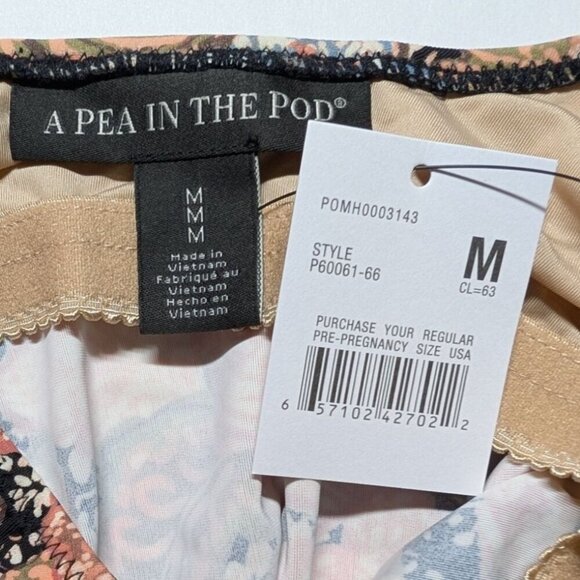 A PEA IN THE POD®
M
M
M
Made in
Vietnam
Fabriqué au
Vietnam
Hecho en
Vietnam
POMH0003143
STYLE
P60061-66
M
CL=63
PURCHASE YOUR REGULAR
PRE-PREGNANCY SIZE USA
6 57102 42702 2